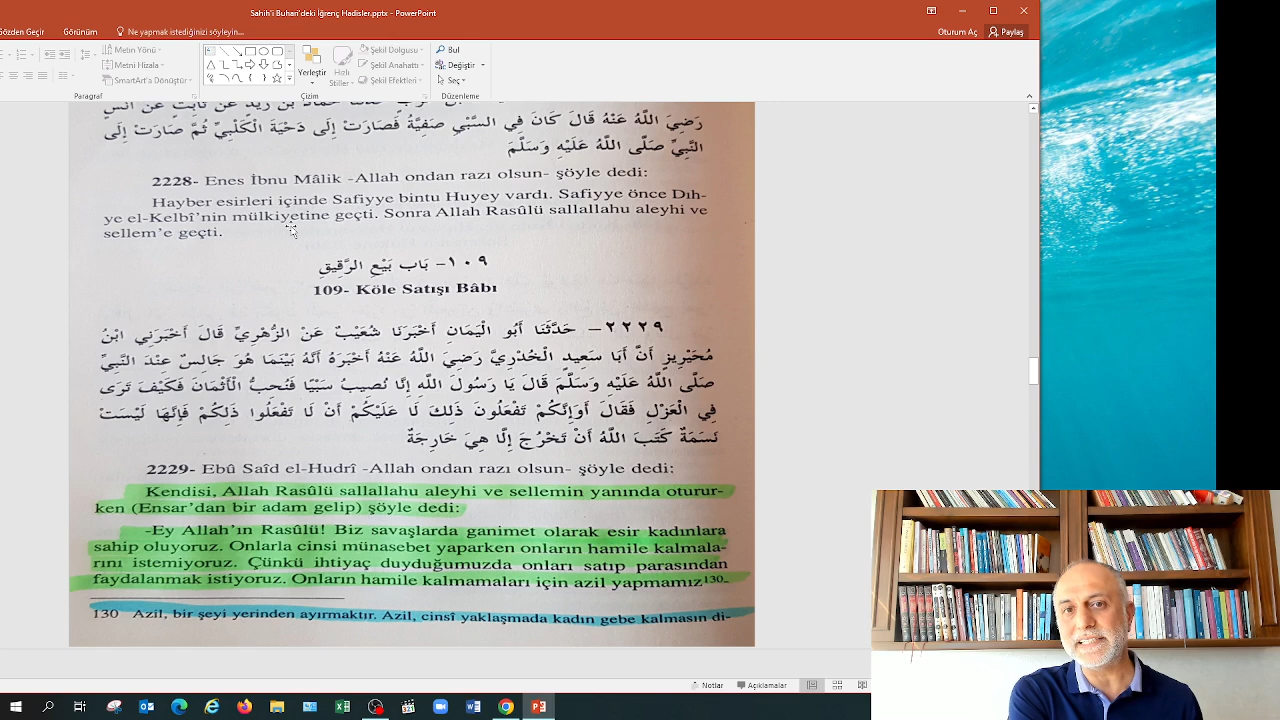 Sahih'i Buhari'deki İğrenç Hadisler.pptx - PowerPoint
Gözden Geçir Görünüm Ne yapmak istediğinizi söyleyin...
Oturum Aç Paylaş
Metin Yönü
Metni Hizala
SmartArt'a Dönüştür
Yerleştir
Hızlı
Stiller
Şekil Dolgusu
Şekil Anahattı
Şekil Efektleri
Bul
Değiştir
Seç
Paragraf Çizim Düzenleme
رَضِيَ اللَّهُ عَنْهُ قَالَ كَانَ فِي السَّبْيِ صَفِيَّةُ فَصَارَتْ إِلَى دَحْيَةَ الْكَلْبِيِّ ثُمَّ صَارَتْ إِلَى
النَّبِيِّ صَلَّى اللَّهُ عَلَيْهِ وَسَلَّمَ
2228- Enes İbnu Mâlik -Allah ondan razı olsun- şöyle dedi:
Hayber esirleri içinde Safiyye bintu Huyey vardı. Safiyye önce Dıh-
ye el-Kelbî'nin mülkiyetine geçti. Sonra Allah Rasûlü sallallahu aleyhi ve
sellem'e geçti.
١٠٩- بَاب بَيْعِ الرَّقِيقِ
109- Köle Satışı Bâbı
٢٢٢٩- حَدَّثَنَا أَبُو الْيَمَانِ أَخْبَرَنَا شُعَيْبٌ عَنْ الزُّهْرِيِّ قَالَ أَخْبَرَنِي ابْنُ
مُحَيْرِيزٍ أَنَّ أَبَا سَعِيدٍ الْخُدْرِيَّ رَضِيَ اللَّهُ عَنْهُ أَخْبَرَهُ أَنَّهُ بَيْنَمَا هُوَ جَالِسٌ عِنْدَ النَّبِيِّ
صَلَّى اللَّهُ عَلَيْهِ وَسَلَّمَ قَالَ يَا رَسُولَ اللَّهِ إِنَّا نُصِيبُ سَبْيًا فَنُحِبُّ الْأَثْمَانَ فَكَيْفَ تَرَى
فِي الْعَزْلِ فَقَالَ أَوَإِنَّكُمْ تَفْعَلُونَ ذَلِكَ لَا عَلَيْكُمْ أَنْ لَا تَفْعَلُوا ذَلِكُمْ فَإِنَّهَا لَيْسَتْ
نَسَمَةٌ كَتَبَ اللَّهُ أَنْ تَخْرُجَ إِلَّا هِيَ خَارِجَةٌ
2229- Ebû Saîd el-Hudrî -Allah ondan razı olsun- şöyle dedi:
Kendisi, Allah Rasûlü sallallahu aleyhi ve sellemin yanında oturur-
ken (Ensar'dan bir adam gelip) şöyle dedi:
-Ey Allah'ın Rasûlü! Biz savaşlarda ganimet olarak esir kadınlara
sahip oluyoruz. Onlarla cinsi münasebet yaparken onların hamile kalmala-
rını istemiyoruz. Çünkü ihtiyaç duyduğumuzda onları satıp parasından
faydalanmak istiyoruz. Onların hamile kalmamaları için azil yapmamız130-
130 Azil, bir şeyi yerinden ayırmaktır. Azil, cinsî yaklaşmada kadın gebe kalmasın di-
Notlar Açıklamalar